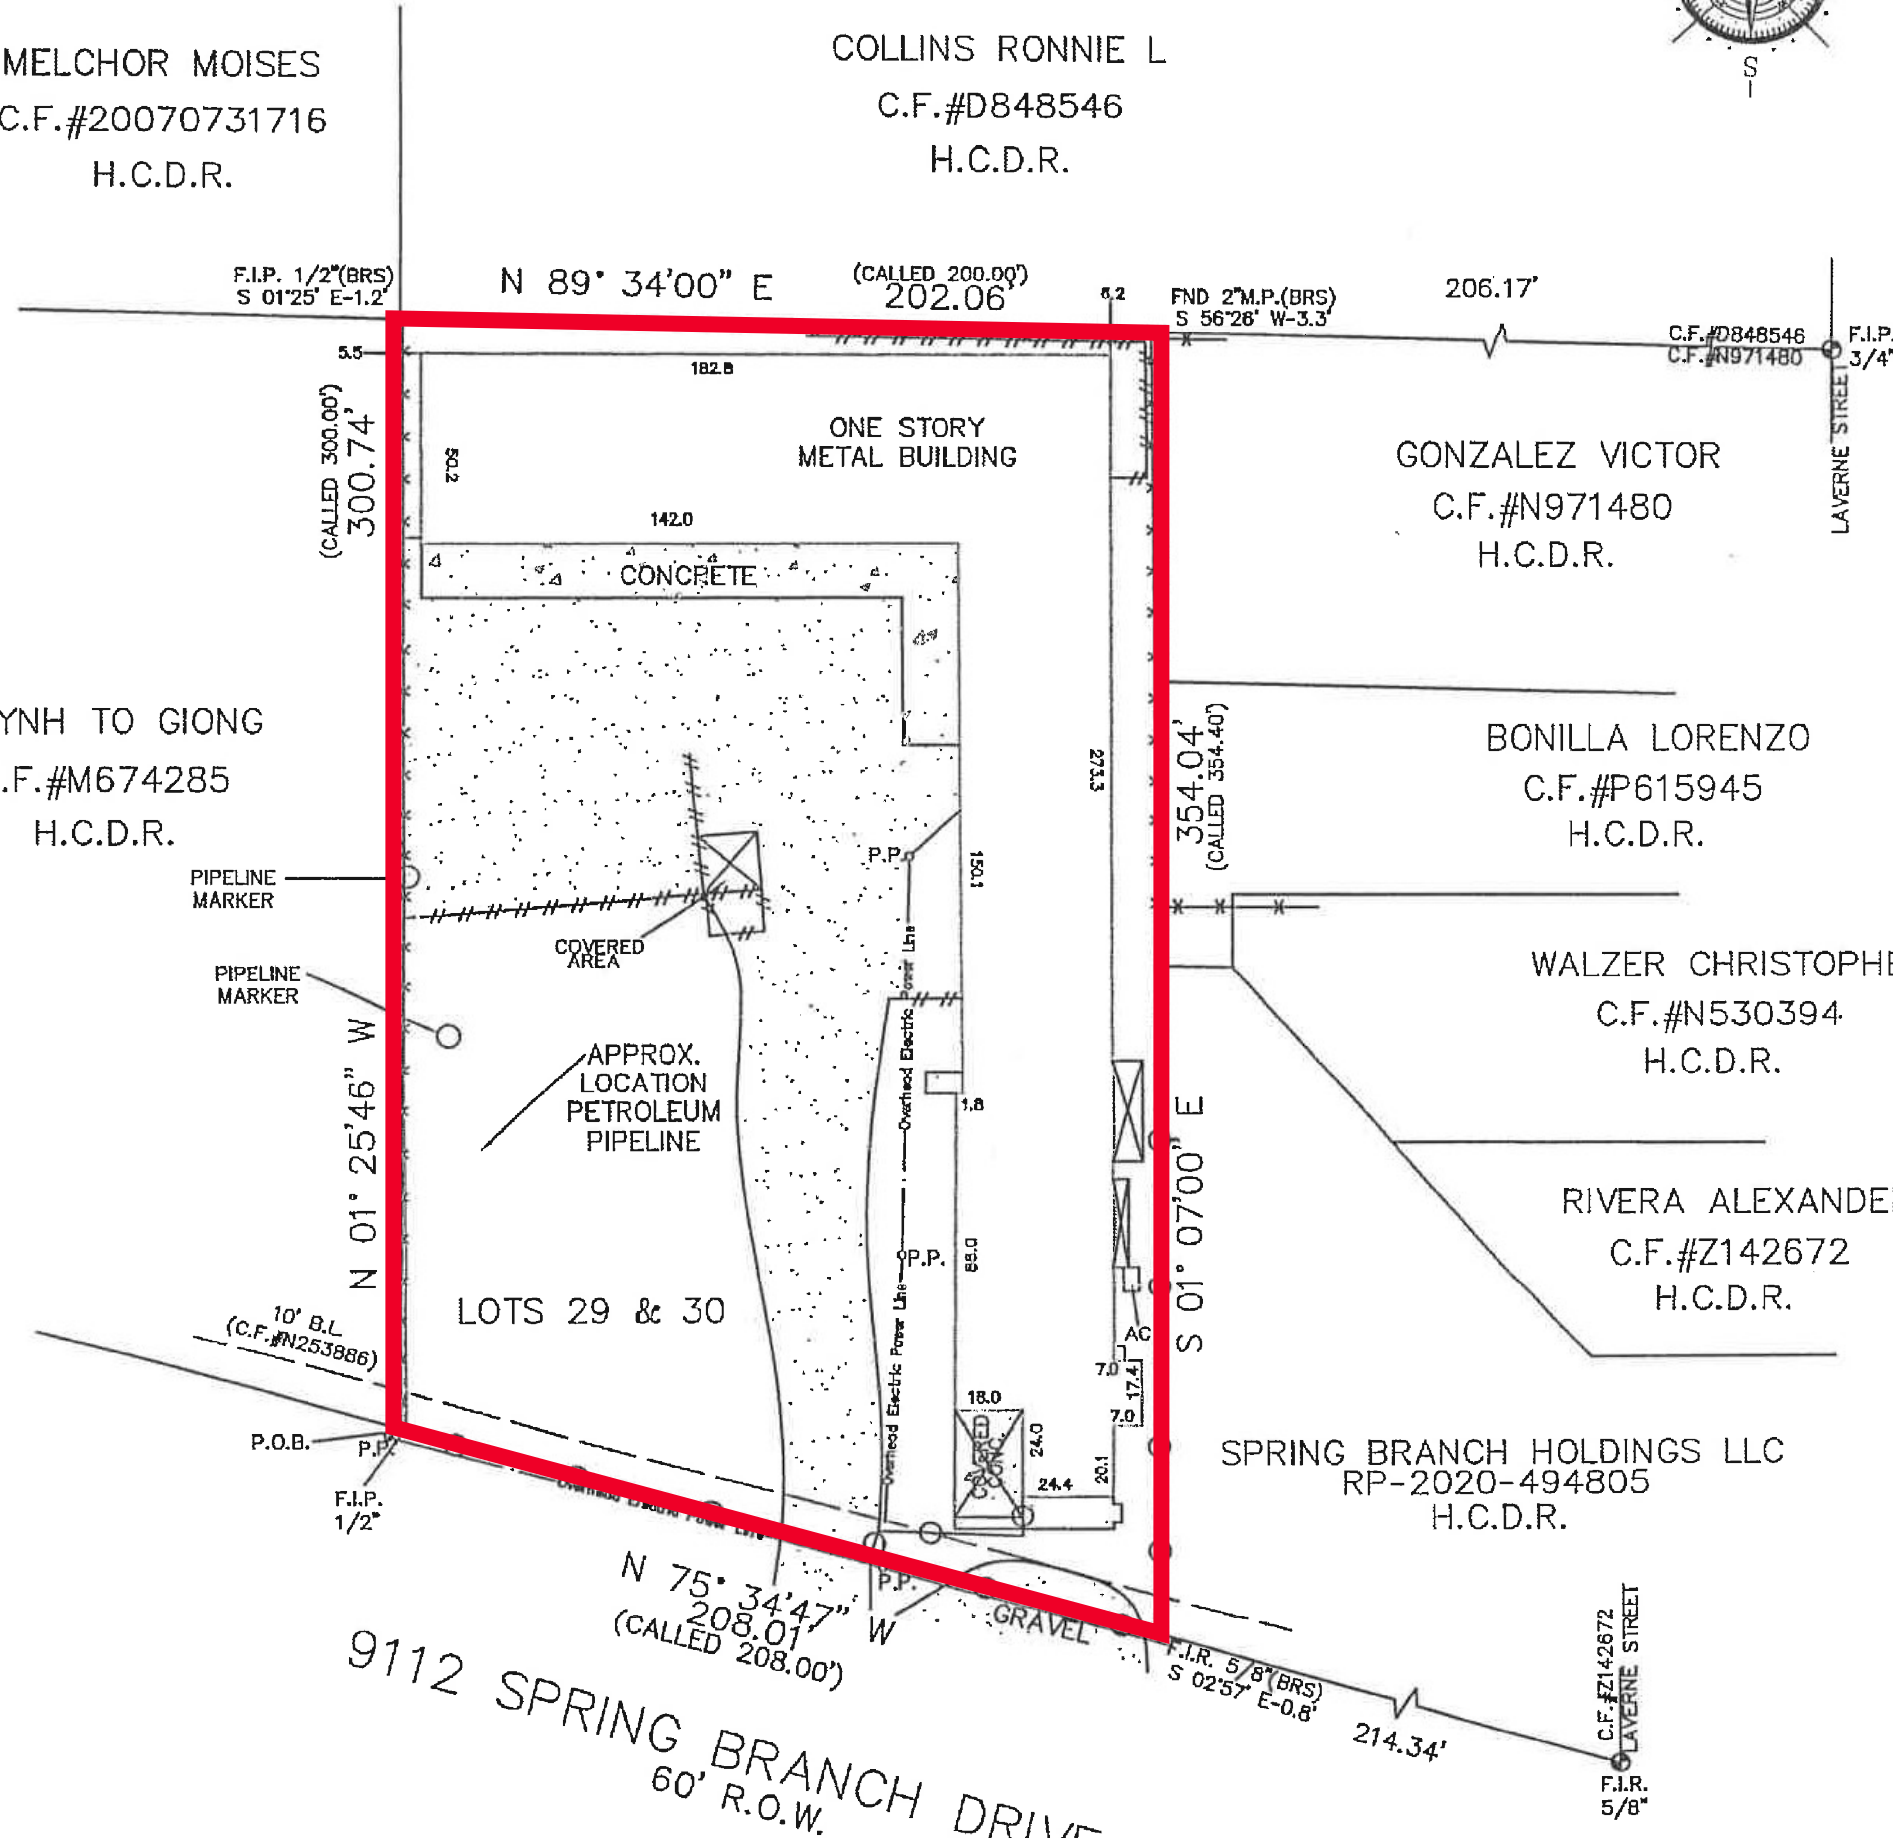 MELCHOR MOISES
C.F.#20070731716
H.C.D.R.
COLLINS RONNIE L
C.F.#D848546
H.C.D.R.
S
F.I.P. 1/2"(BRS)
S 01°25' E-1.2'
N 89° 34'00" E
(CALLED 200.00')
202.06'
6.2
FND 2"M.P.(BRS)
S 56°26' W-3.3'
206.17'
C.F.#D848546
C.F.#N971480
F.I.P.
3/4"
LAVERNE STREET
5.5
182.8
(CALLED 300.00')
300.74'
50.2
ONE STORY
METAL BUILDING
142.0
CONCRETE
GONZALEZ VICTOR
C.F.#N971480
H.C.D.R.
YNH TO GIONG
.F.#M674285
H.C.D.R.
273.3
354.04'
(CALLED 354.40')
BONILLA LORENZO
C.F.#P615945
H.C.D.R.
PIPELINE
MARKER
P.P.
150.1
COVERED
AREA
PIPELINE
MARKER
Overhead Electric Power Line
WALZER CHRISTOPHE
C.F.#N530394
H.C.D.R.
APPROX.
LOCATION
PETROLEUM
PIPELINE
1.8
N 01° 25'46" W
S 01° 07'00" E
RIVERA ALEXANDE
C.F.#Z142672
H.C.D.R.
P.P.
LOTS 29 & 30
Overhead Electric Power Line
10' B.L.
(C.F.#N253886)
AC
7.0
17.4
7.0
18.0
COVERED
CONC.
24.0
24.4
20.1
P.O.B.
P.P.
F.I.P.
1/2"
SPRING BRANCH HOLDINGS LLC
RP-2020-494805
H.C.D.R.
N 75° 34'47" W
208.01'
(CALLED 208.00')
P.P.
GRAVEL
F.I.R. 5/8"(BRS)
S 02°57' E-0.8'
214.34'
C.F.#Z142672
LAVERNE STREET
F.I.R.
5/8"
9112 SPRING BRANCH DRIVE
60' R.O.W.